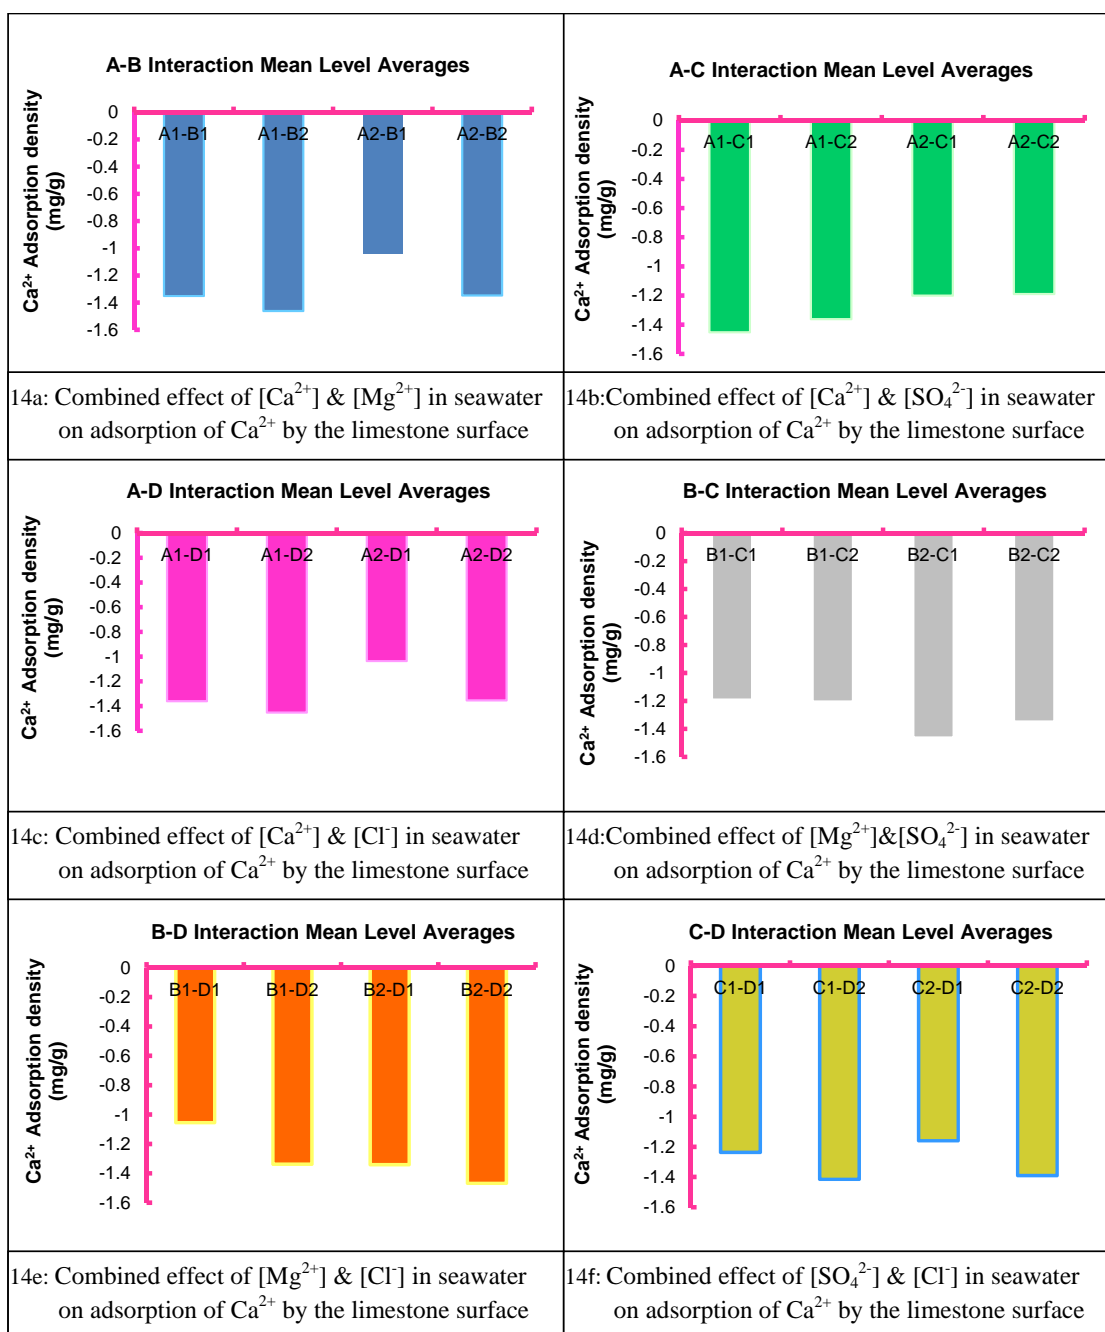 A-B Interaction Mean Level Averages
Ca²⁺ Adsorption density
(mg/g)
0
-0.2
-0.4
-0.6
-0.8
-1
-1.2
-1.4
-1.6
A1-B1 A1-B2 A2-B1 A2-B2
A-C Interaction Mean Level Averages
Ca²⁺ Adsorption density
(mg/g)
0
-0.2
-0.4
-0.6
-0.8
-1
-1.2
-1.4
-1.6
A1-C1 A1-C2 A2-C1 A2-C2
14a: Combined effect of [Ca²⁺] & [Mg²⁺] in seawater
on adsorption of Ca²⁺ by the limestone surface
14b:Combined effect of [Ca²⁺] & [SO₄²⁻] in seawater
on adsorption of Ca²⁺ by the limestone surface
A-D Interaction Mean Level Averages
Ca²⁺ Adsorption density
(mg/g)
0
-0.2
-0.4
-0.6
-0.8
-1
-1.2
-1.4
-1.6
A1-D1 A1-D2 A2-D1 A2-D2
B-C Interaction Mean Level Averages
Ca²⁺ Adsorption density
(mg/g)
0
-0.2
-0.4
-0.6
-0.8
-1
-1.2
-1.4
-1.6
B1-C1 B1-C2 B2-C1 B2-C2
14c: Combined effect of [Ca²⁺] & [Cl⁻] in seawater
on adsorption of Ca²⁺ by the limestone surface
14d:Combined effect of [Mg²⁺]&[SO₄²⁻] in seawater
on adsorption of Ca²⁺ by the limestone surface
B-D Interaction Mean Level Averages
Ca²⁺ Adsorption density
(mg/g)
0
-0.2
-0.4
-0.6
-0.8
-1
-1.2
-1.4
-1.6
B1-D1 B1-D2 B2-D1 B2-D2
C-D Interaction Mean Level Averages
Ca²⁺ Adsorption density
(mg/g)
0
-0.2
-0.4
-0.6
-0.8
-1
-1.2
-1.4
-1.6
C1-D1 C1-D2 C2-D1 C2-D2
14e: Combined effect of [Mg²⁺] & [Cl⁻] in seawater
on adsorption of Ca²⁺ by the limestone surface
14f: Combined effect of [SO₄²⁻] & [Cl⁻] in seawater
on adsorption of Ca²⁺ by the limestone surface